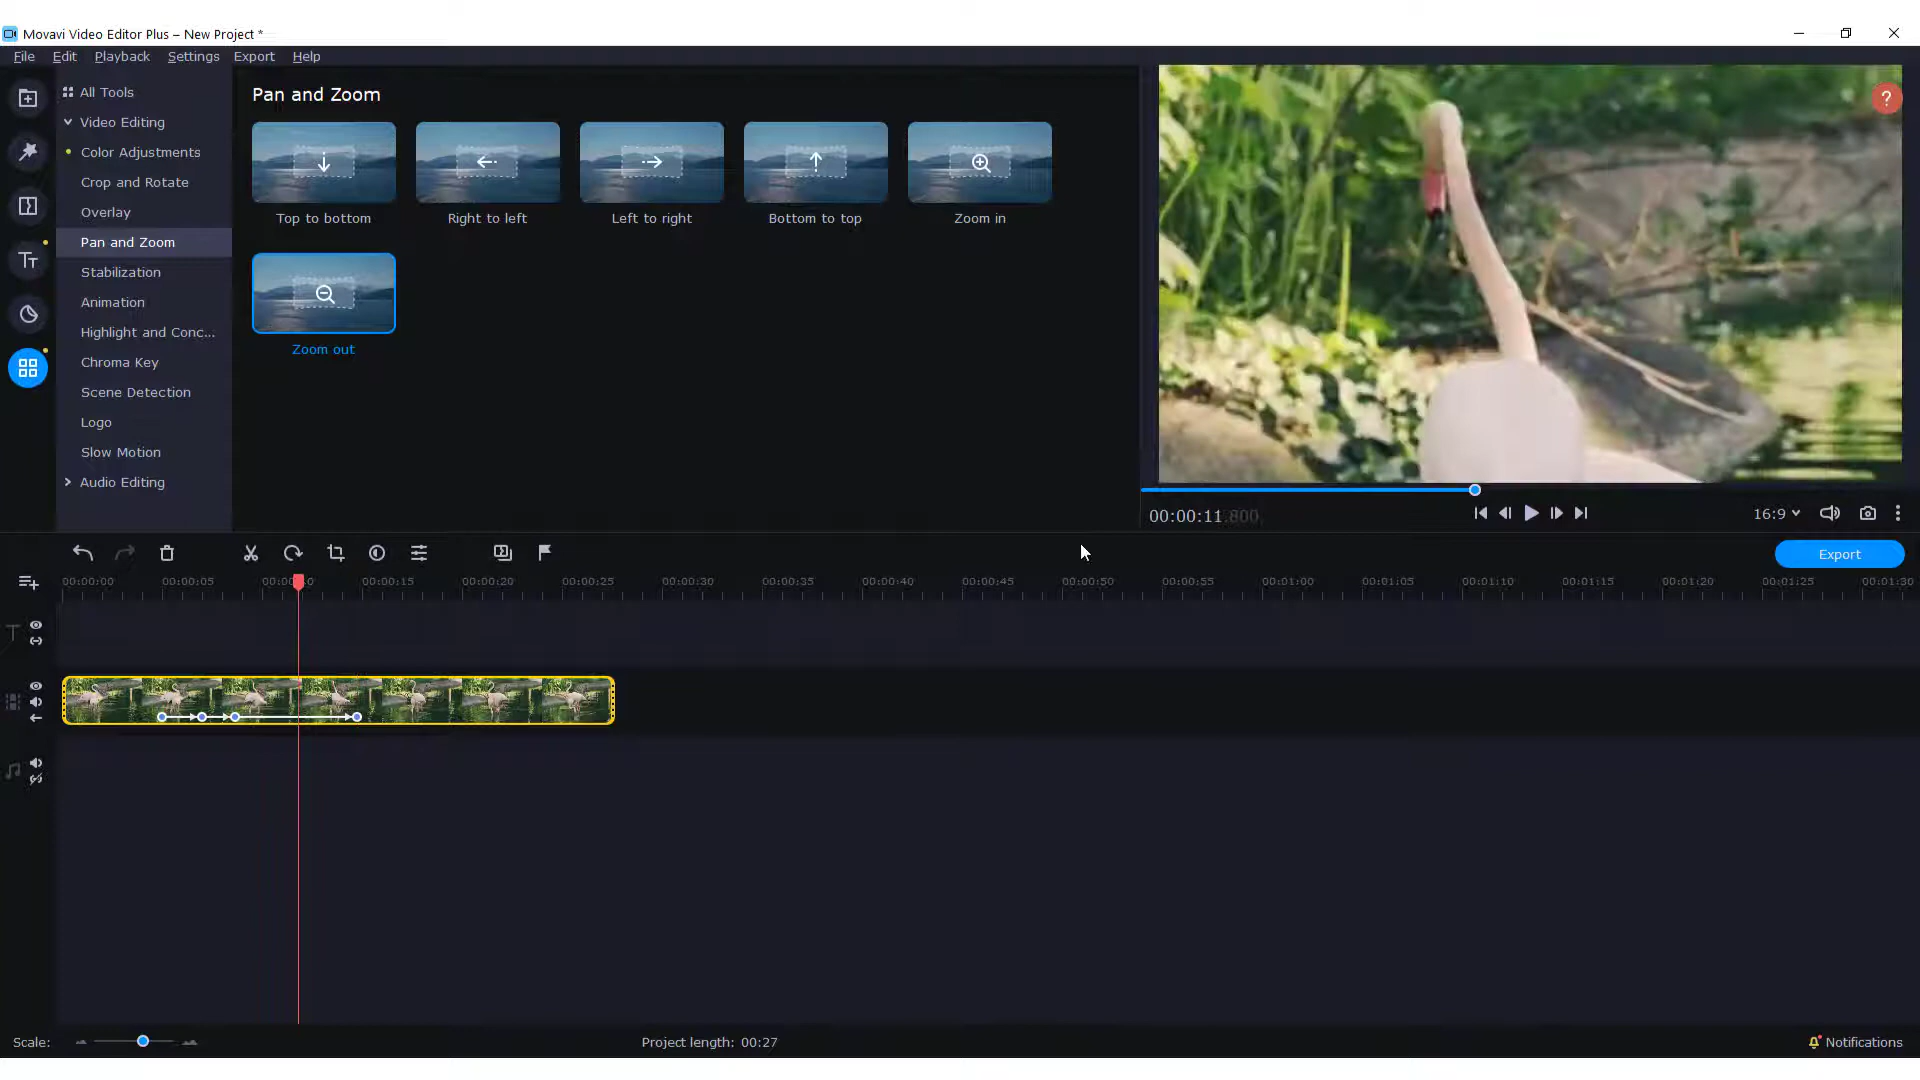 Movavi Video Editor Plus – New Project *
File Edit Playback Settings Export Help
All Tools
Video Editing
Color Adjustments
Crop and Rotate
Overlay
Pan and Zoom
Stabilization
Animation
Highlight and Conc...
Chroma Key
Scene Detection
Logo
Slow Motion
Audio Editing
Pan and Zoom
Top to bottom
Right to left
Left to right
Bottom to top
Zoom in
Zoom out
?
00:00:11.800
16:9
Export
00:00:00 00:00:05 00:00:10 00:00:15 00:00:20 00:00:25 00:00:30 00:00:35 00:00:40 00:00:45 00:00:50 00:00:55 00:01:00 00:01:05 00:01:10 00:01:15 00:01:20 00:01:25 00:01:30
Scale:
Project length: 00:27
Notifications